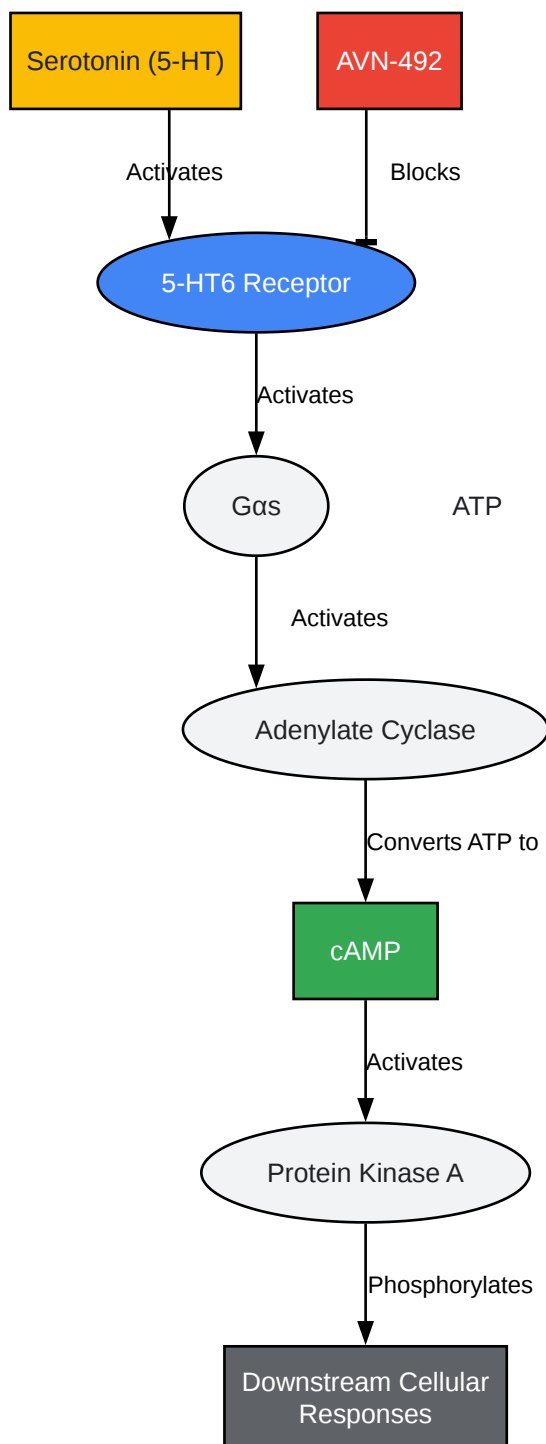 Serotonin (5-HT)
AVN-492
Activates
Blocks
5-HT6 Receptor
Activates
Gαs
ATP
Activates
Adenylate Cyclase
Converts ATP to
cAMP
Activates
Protein Kinase A
Phosphorylates
Downstream Cellular
Responses